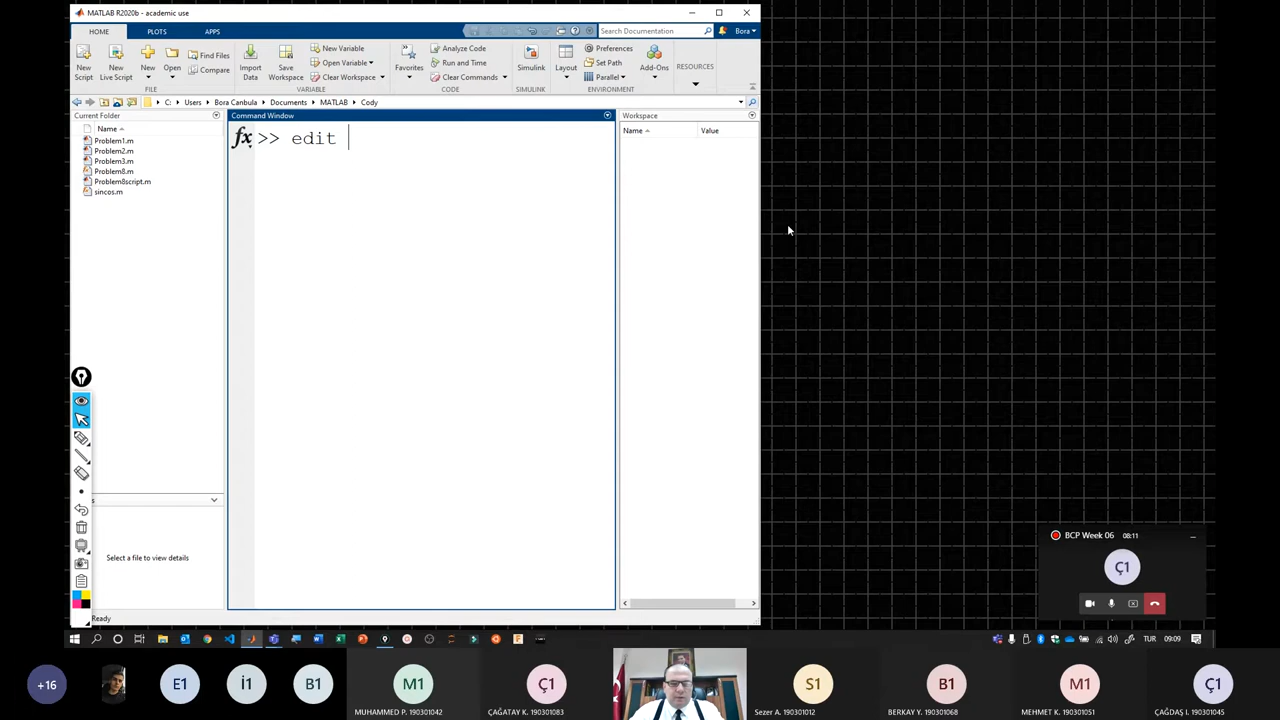 MATLAB R2020b - academic use
HOME PLOTS APPS
Search Documentation
Bora
New Script
New Live Script
New
Open
Find Files
Compare
Import Data
Save Workspace
New Variable
Open Variable
Clear Workspace
Favorites
Analyze Code
Run and Time
Clear Commands
Simulink
Layout
Preferences
Set Path
Parallel
Add-Ons
RESOURCES
FILE VARIABLE CODE SIMULINK ENVIRONMENT
C: Users Bora Canbula Documents MATLAB Cody
Current Folder
Name
Problem1.m
Problem2.m
Problem3.m
Problem8.m
Problem8script.m
sincos.m
s
Select a file to view details
Ready
Command Window
fx >> edit
Workspace
Name Value
BCP Week 06 08:11
Ç1
TUR 09:09
+16
E1
İ1
B1
M1
MUHAMMED P. 190301042
Ç1
ÇAĞATAY K. 190301083
S1
Sezer A. 190301012
B1
BERKAY Y. 190301068
M1
MEHMET K. 190301051
Ç1
ÇAĞDAŞ İ. 190301045